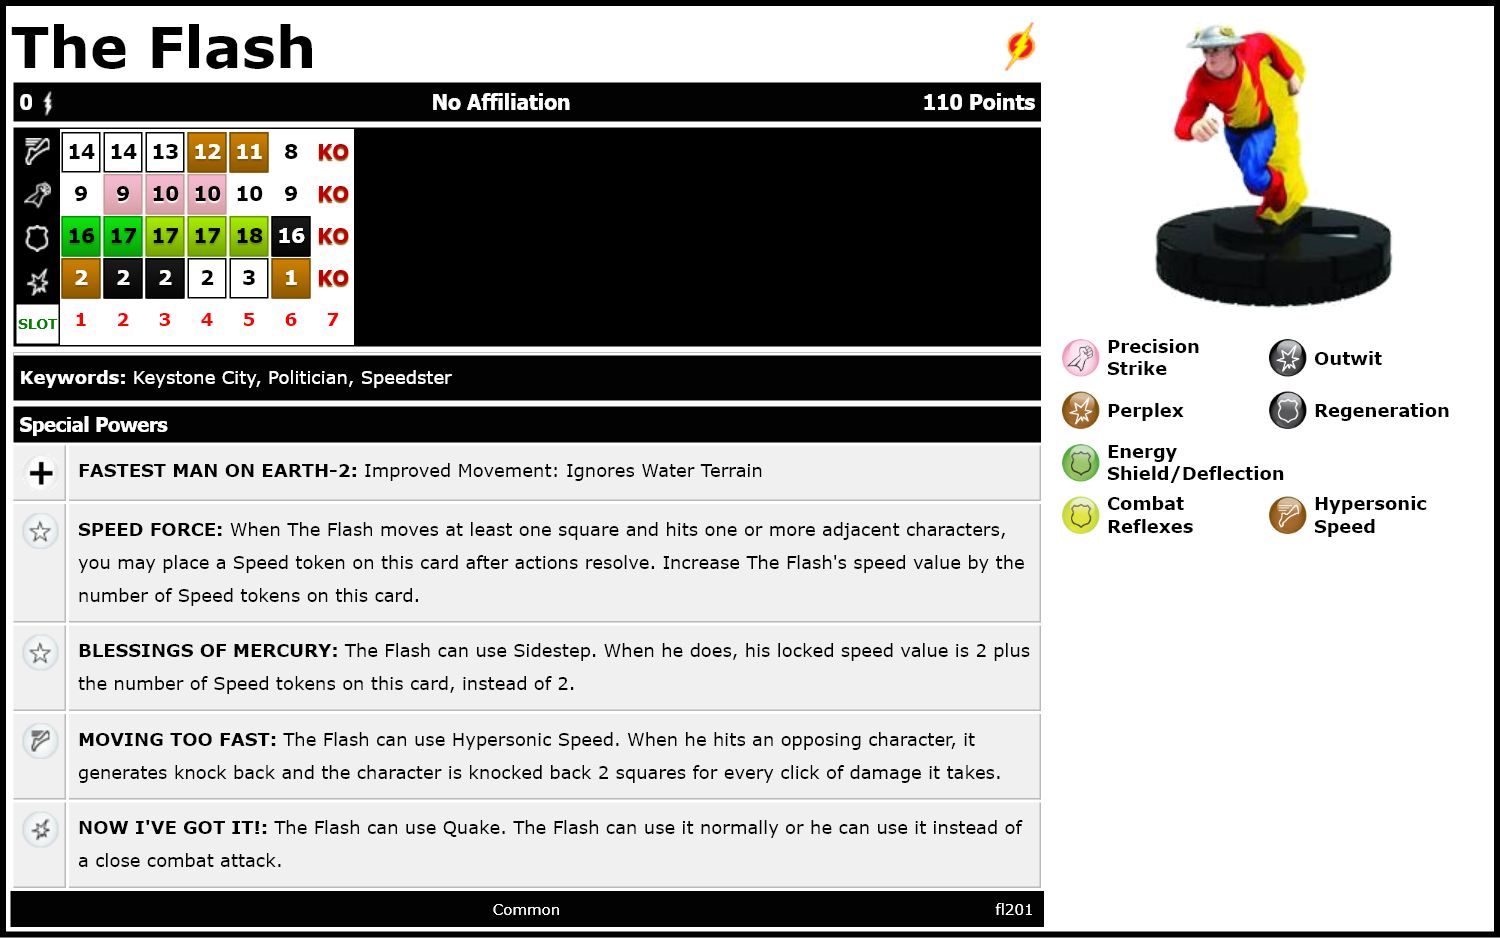 The Flash
0 No Affiliation 110 Points
14 14 13 12 11 8 KO
9 9 10 10 10 9 KO
16 17 17 17 18 16 KO
2 2 2 2 3 1 KO
SLOT 1 2 3 4 5 6 7
Keywords: Keystone City, Politician, Speedster
Special Powers
FASTEST MAN ON EARTH-2: Improved Movement: Ignores Water Terrain
SPEED FORCE: When The Flash moves at least one square and hits one or more adjacent characters,
you may place a Speed token on this card after actions resolve. Increase The Flash's speed value by the
number of Speed tokens on this card.
BLESSINGS OF MERCURY: The Flash can use Sidestep. When he does, his locked speed value is 2 plus
the number of Speed tokens on this card, instead of 2.
MOVING TOO FAST: The Flash can use Hypersonic Speed. When he hits an opposing character, it
generates knock back and the character is knocked back 2 squares for every click of damage it takes.
NOW I'VE GOT IT!: The Flash can use Quake. The Flash can use it normally or he can use it instead of
a close combat attack.
Common fl201
Precision
Strike
Outwit
Perplex
Regeneration
Energy
Shield/Deflection
Combat
Reflexes
Hypersonic
Speed